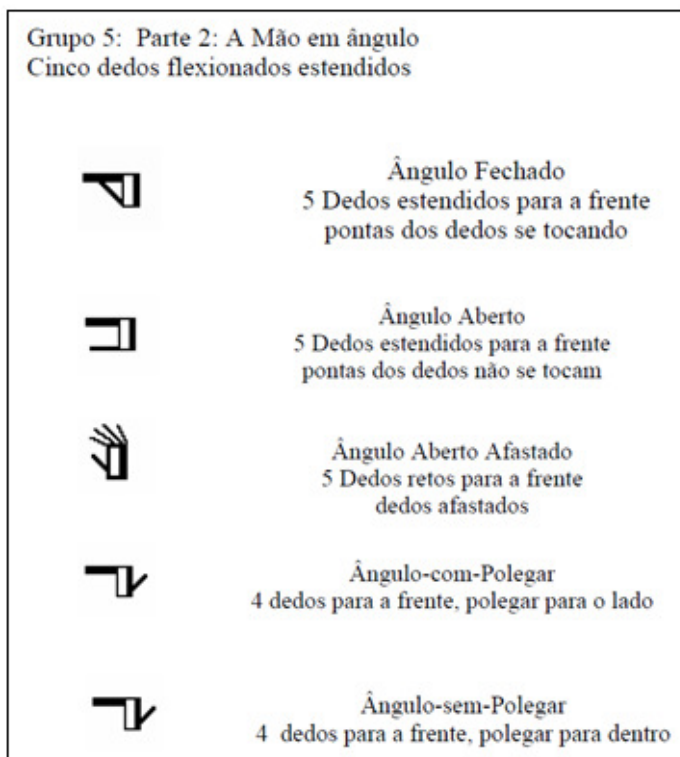 Grupo 5: Parte 2: A Mão em ângulo
Cinco dedos flexionados estendidos
Ângulo Fechado
5 Dedos estendidos para a frente
pontas dos dedos se tocando
Ângulo Aberto
5 Dedos estendidos para a frente
pontas dos dedos não se tocam
Ângulo Aberto Afastado
5 Dedos retos para a frente
dedos afastados
Ângulo-com-Polegar
4 dedos para a frente, polegar para o lado
Ângulo-sem-Polegar
4 dedos para a frente, polegar para dentro